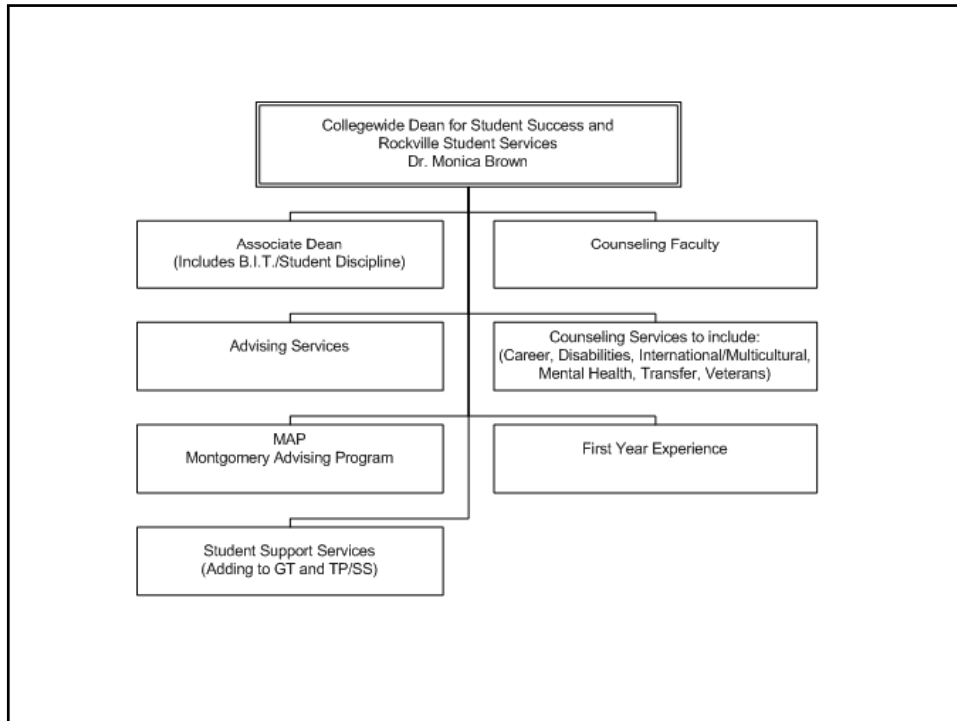 Collegewide Dean for Student Success and
Rockville Student Services
Dr. Monica Brown
Associate Dean
(Includes B.I.T./Student Discipline)
Counseling Faculty
Advising Services
Counseling Services to include:
(Career, Disabilities, International/Multicultural,
Mental Health, Transfer, Veterans)
MAP
Montgomery Advising Program
First Year Experience
Student Support Services
(Adding to GT and TP/SS)